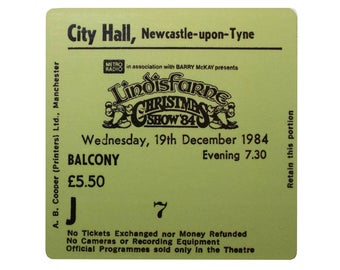 City Hall, Newcastle-upon-Tyne
METRO RADIO
in association with BARRY McKAY presents
Lindisfarne
CHRISTMAS
SHOW '84
Wednesday, 19th December 1984
BALCONY Evening 7.30
£5.50
J 7
No Tickets Exchanged nor Money Refunded
No Cameras or Recording Equipment
Official Programmes sold only in the Theatre
A. B. Cooper (Printers) Ltd., Manchester
Retain this portion